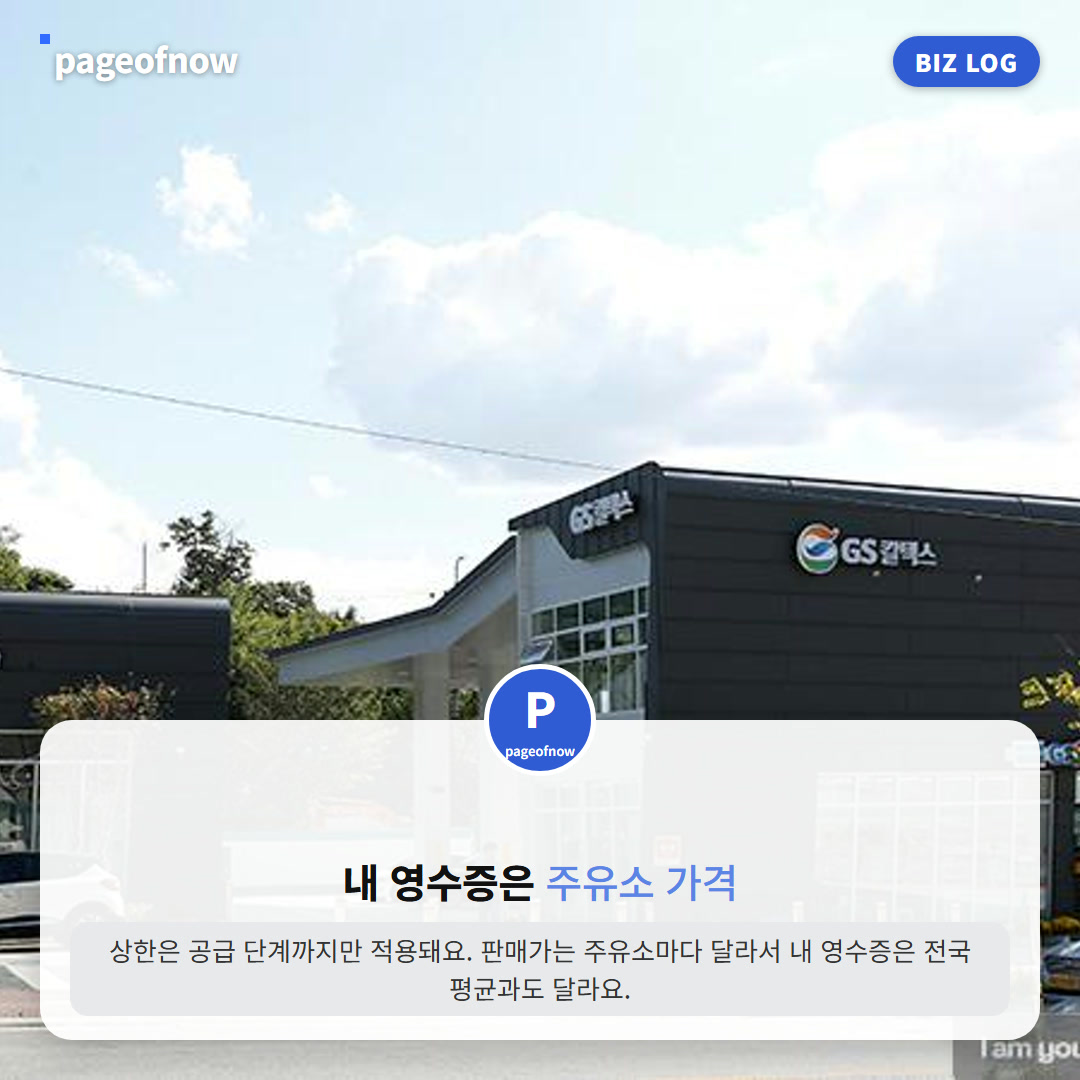 pageofnow
BIZ LOG
GS칼텍스
GS칼텍스
P
pageofnow
내 영수증은 주유소 가격
상한은 공급 단계까지만 적용돼요. 판매가는 주유소마다 달라서 내 영수증은 전국
평균과도 달라요.
I am you